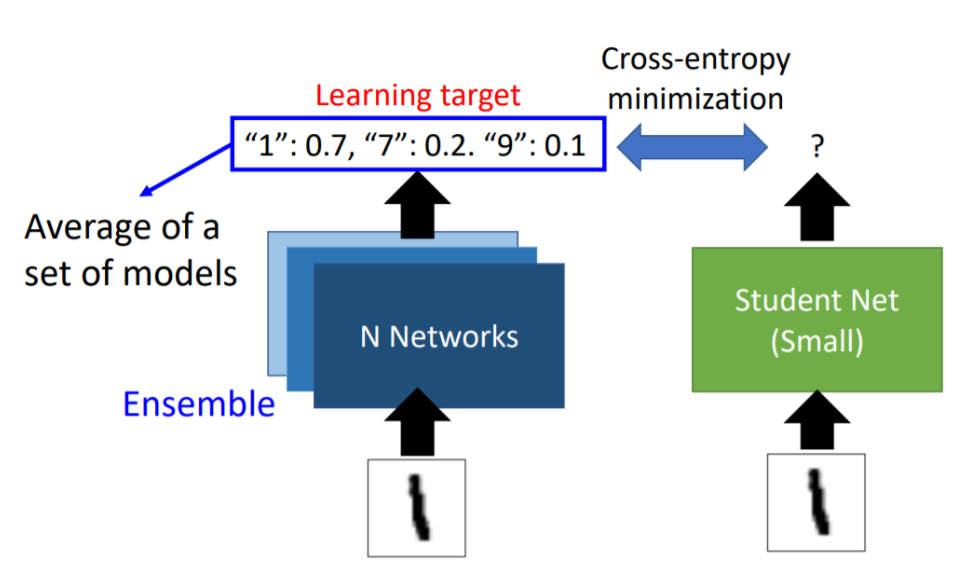 Cross-entropy
minimization
Learning target
“1”: 0.7, “7”: 0.2. “9”: 0.1
?
Average of a
set of models
N Networks
Student Net
(Small)
Ensemble